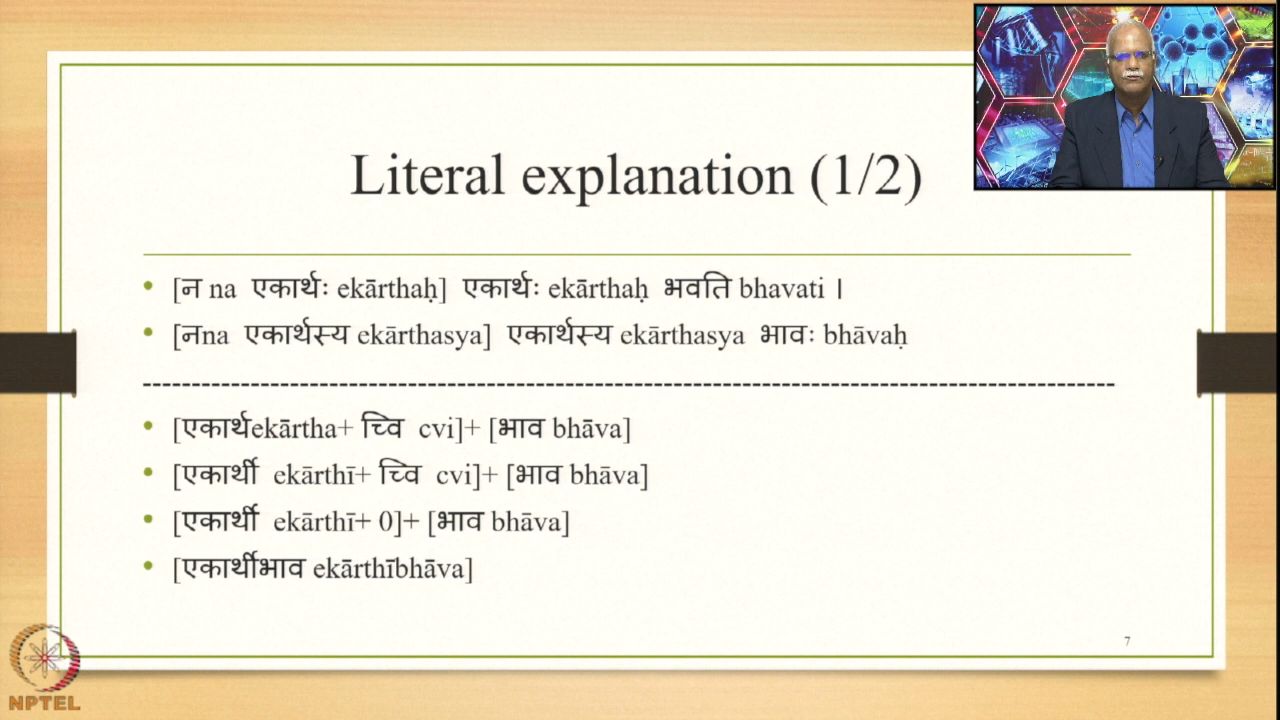 Literal explanation (1/2)
• [न na एकार्थः ekārthaḥ] एकार्थः ekārthaḥ भवति bhavati ।
• [नna एकार्थस्य ekārthasya] एकार्थस्य ekārthasya भावः bhāvaḥ
--------------------------------------------------------------------------------------------------
• [एकार्थekārtha+ च्वि cvi]+ [भाव bhāva]
• [एकार्थी ekārthī+ च्वि cvi]+ [भाव bhāva]
• [एकार्थी ekārthī+ 0]+ [भाव bhāva]
• [एकार्थीभाव ekārthībhāva]
7
NPTEL